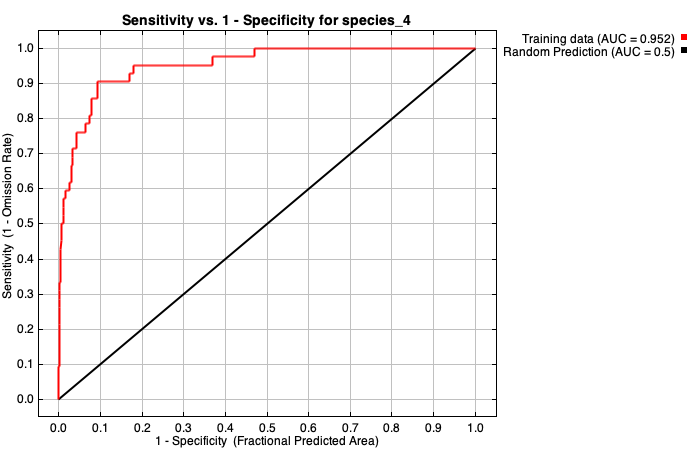 Sensitivity vs. 1 - Specificity for species_4
Training data (AUC = 0.952)
Random Prediction (AUC = 0.5)
Sensitivity (1 - Omission Rate)
1.0
0.9
0.8
0.7
0.6
0.5
0.4
0.3
0.2
0.1
0.0
0.0 0.1 0.2 0.3 0.4 0.5 0.6 0.7 0.8 0.9 1.0
1 - Specificity (Fractional Predicted Area)